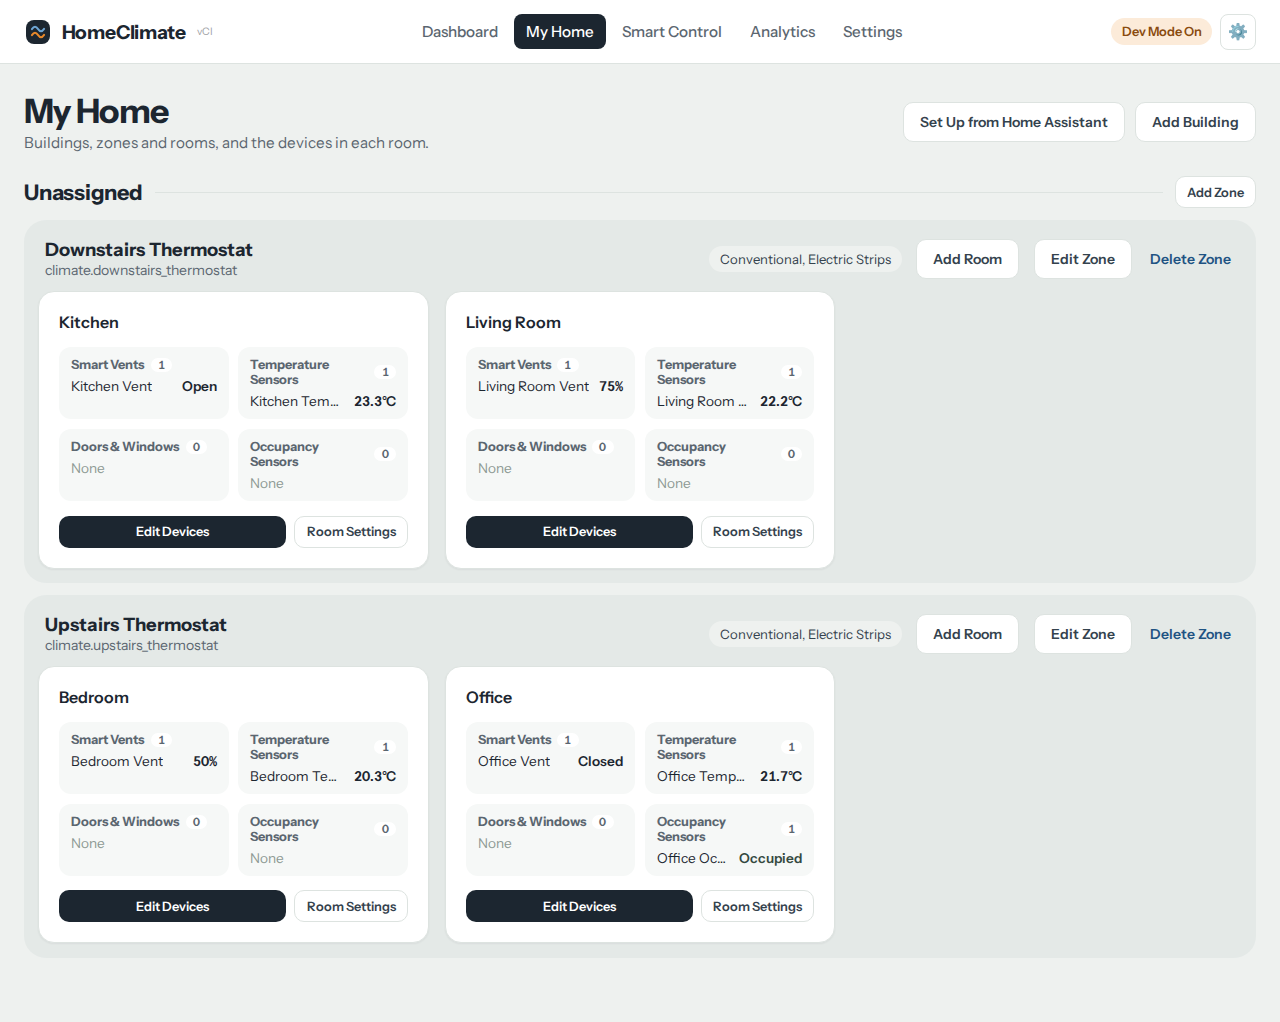 HomeClimate vCI
Dashboard
My Home
Smart Control
Analytics
Settings
Dev Mode On
My Home
Buildings, zones and rooms, and the devices in each room.
Set Up from Home Assistant
Add Building
Unassigned
Add Zone
Downstairs Thermostat
climate.downstairs_thermostat
Conventional, Electric Strips
Add Room
Edit Zone
Delete Zone
Kitchen
Smart Vents 1
Kitchen Vent Open
Temperature
Sensors 1
Kitchen Tem... 23.3°C
Doors & Windows 0
None
Occupancy
Sensors 0
None
Edit Devices
Room Settings
Living Room
Smart Vents 1
Living Room Vent 75%
Temperature
Sensors 1
Living Room ... 22.2°C
Doors & Windows 0
None
Occupancy
Sensors 0
None
Edit Devices
Room Settings
Upstairs Thermostat
climate.upstairs_thermostat
Conventional, Electric Strips
Add Room
Edit Zone
Delete Zone
Bedroom
Smart Vents 1
Bedroom Vent 50%
Temperature
Sensors 1
Bedroom Te... 20.3°C
Doors & Windows 0
None
Occupancy
Sensors 0
None
Edit Devices
Room Settings
Office
Smart Vents 1
Office Vent Closed
Temperature
Sensors 1
Office Temp... 21.7°C
Doors & Windows 0
None
Occupancy
Sensors 1
Office Oc... Occupied
Edit Devices
Room Settings